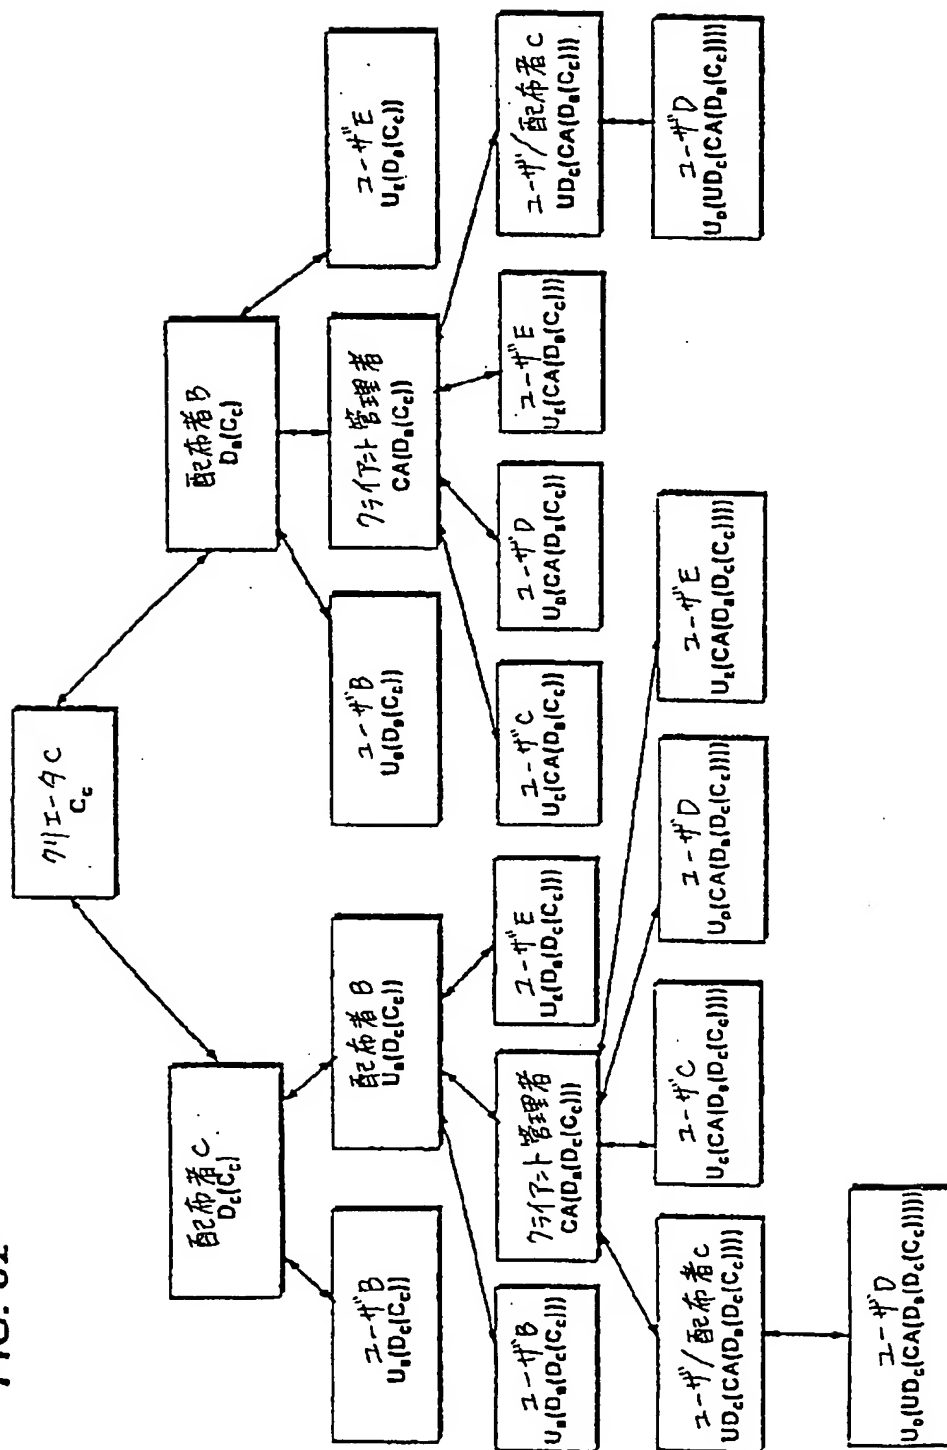 クリエータC
Cc
配布者C
Dc(Cc)
配布者B
DB(Cc)
ユーザB
UB(Dc(Cc))
配布者B
UB(Dc(Cc))
ユーザB
UB(DB(Cc))
クライアント管理者
CA(DB(Cc))
ユーザE
UE(DB(Cc))
ユーザB
UB(DB(Dc(Cc)))
クライアント管理者
CA(DB(Dc(Cc)))
ユーザE
UE(DB(Dc(Cc)))
ユーザC
Uc(CA(DB(Cc))
ユーザD
UD(CA(DB(Cc)))
ユーザE
UE(CA(DB(Cc)))
ユーザ/配布者C
UDc(CA(DB(Cc)))
ユーザ/配布者C
UDc(CA(DB(Dc(Cc))))
ユーザC
Uc(CA(DB(Dc(Cc))))
ユーザD
UD(CA(DB(Dc(Cc))))
ユーザE
UE(CA(DB(Dc(Cc))))
ユーザD
UD(UDc(CA(DB(Cc))))
ユーザD
UD(UDc(CA(DB(Dc(Cc)))))